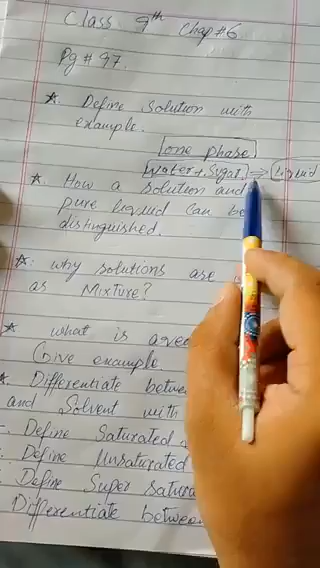 Class 9th Chap#6
Pg # 97.
* Define Solution with
example.
one phase
Water + Sugar ⇒ Liquid
* How a solution and
pure liquid can be
distinguished.
* why solutions are
as Mixture?
* what is
Give example.
Differentiate
and Solvent with
Define Saturated
Define Unsaturated
Define Super
Differentiate between